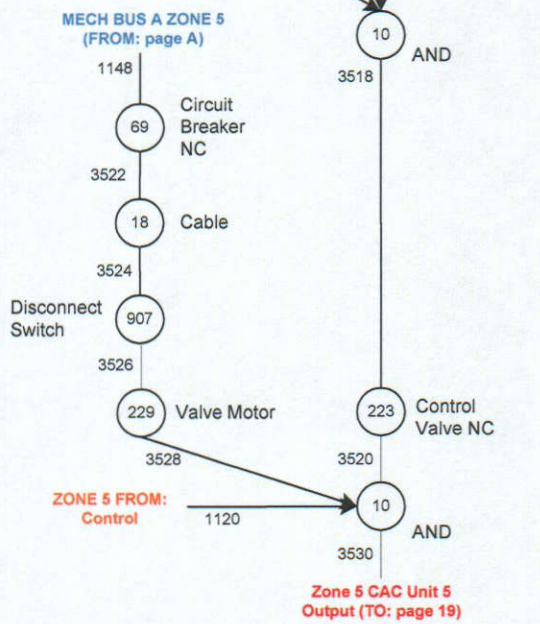 MECH BUS A ZONE 5
(FROM: page A)
1148
69
Circuit
Breaker
NC
3522
18
Cable
3524
Disconnect
Switch
907
3526
229
Valve Motor
3528
ZONE 5 FROM:
Control
1120
10
AND
3518
223
Control
Valve NC
3520
10
AND
3530
Zone 5 CAC Unit 5
Output (TO: page 19)